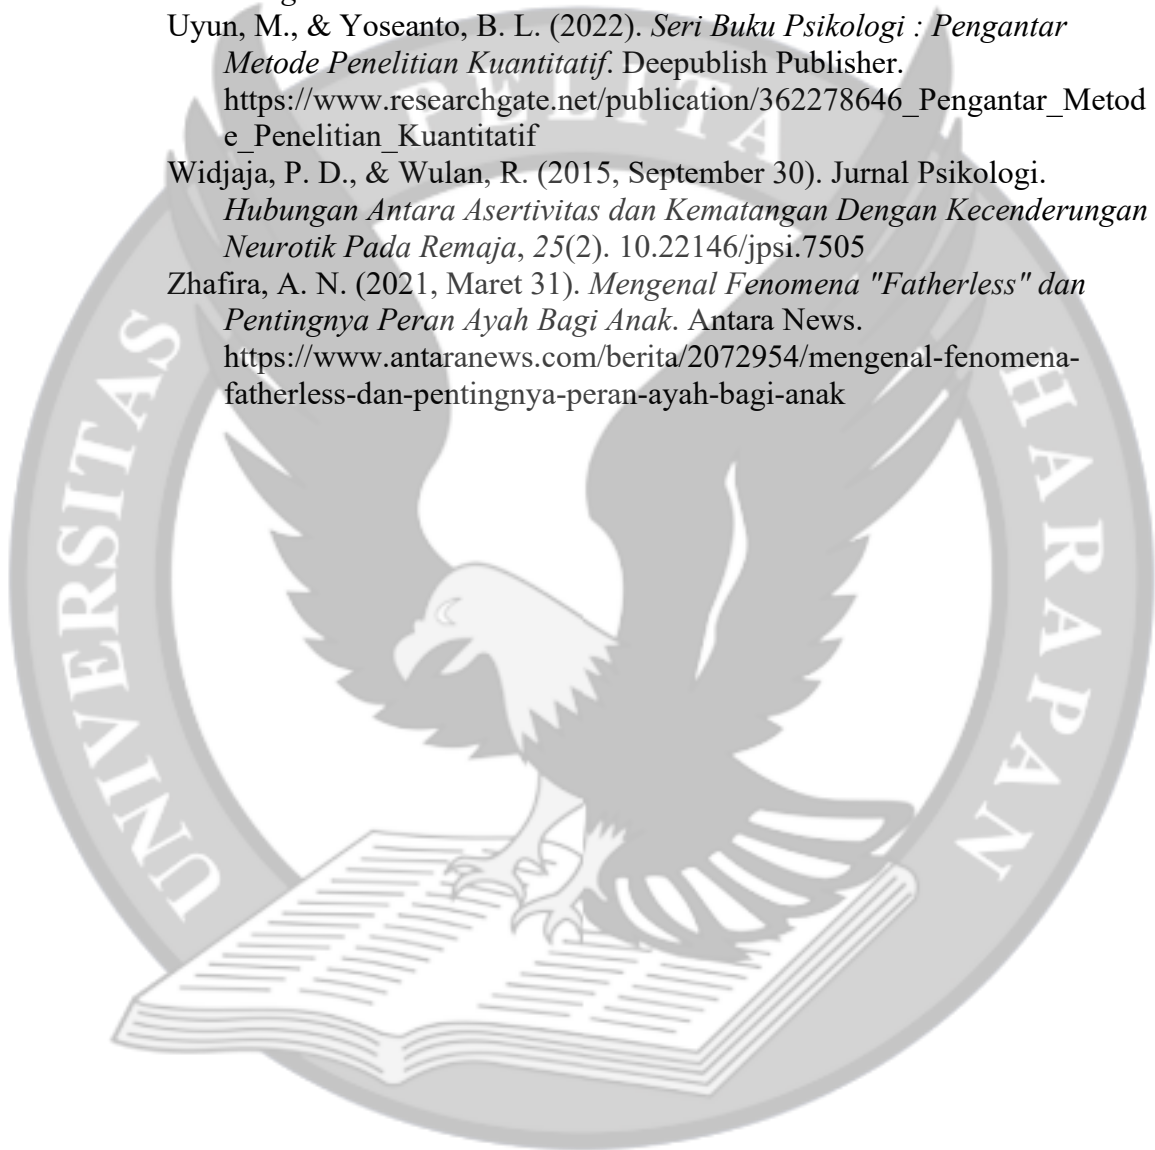 Uyun, M., & Yoseanto, B. L. (2022). Seri Buku Psikologi : Pengantar
Metode Penelitian Kuantitatif. Deepublish Publisher.
https://www.researchgate.net/publication/362278646_Pengantar_Metod
e_Penelitian_Kuantitatif
Widjaja, P. D., & Wulan, R. (2015, September 30). Jurnal Psikologi.
Hubungan Antara Asertivitas dan Kematangan Dengan Kecenderungan
Neurotik Pada Remaja, 25(2). 10.22146/jpsi.7505
Zhafira, A. N. (2021, Maret 31). Mengenal Fenomena "Fatherless" dan
Pentingnya Peran Ayah Bagi Anak. Antara News.
https://www.antaranews.com/berita/2072954/mengenal-fenomena-
fatherless-dan-pentingnya-peran-ayah-bagi-anak
UNIVERSITAS PELITA HARAPAN